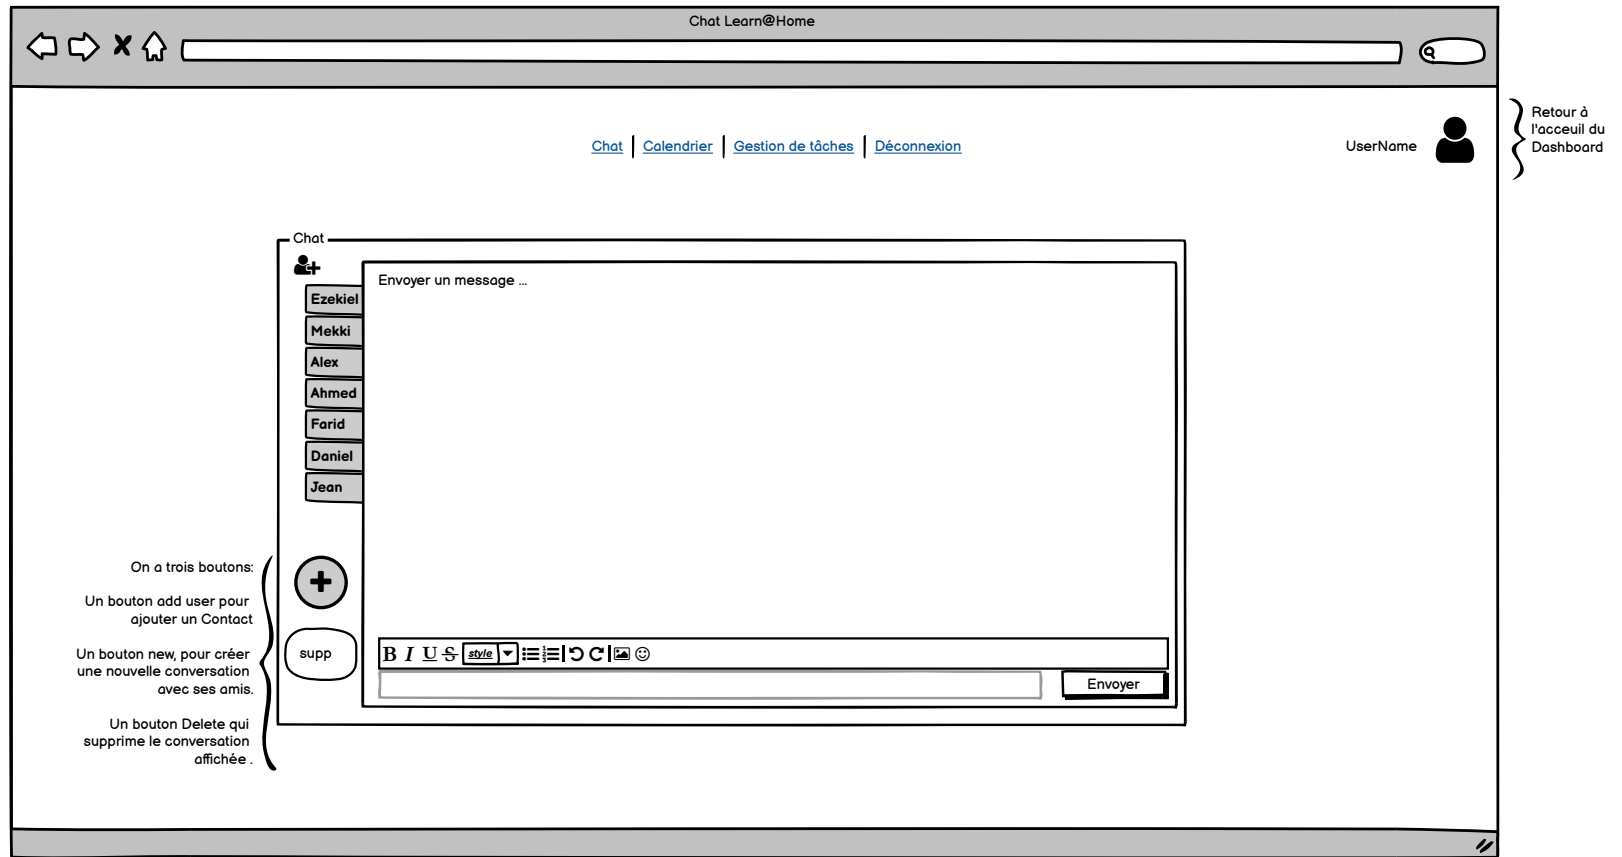 Chat Learn@Home
Retour à
l'acceuil du
Dashboard
Chat
Calendrier
Gestion de tâches
Déconnexion
UserName
Chat
Envoyer un message ...
Ezekiel
Mekki
Alex
Ahmed
Farid
Daniel
Jean
On a trois boutons:
Un bouton add user pour
ajouter un Contact
Un bouton new, pour créer
une nouvelle conversation
avec ses amis.
Un bouton Delete qui
supprime le conversation
affichée .
supp
B I U S style
Envoyer